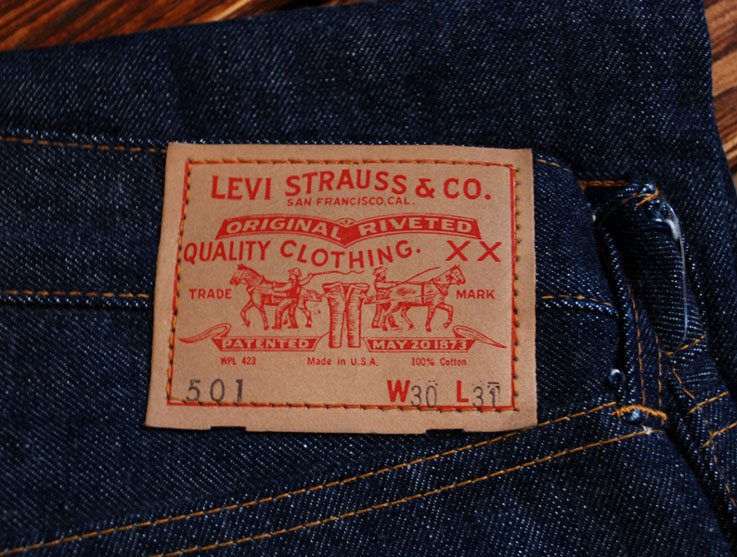 LEVI STRAUSS & CO.
SAN FRANCISCO, CAL.
ORIGINAL RIVETED
QUALITY CLOTHING. XX
TRADE MARK
PATENTED MAY 20 1873
WPL 423 Made in U.S.A. 100% Cotton
501 W30 L31